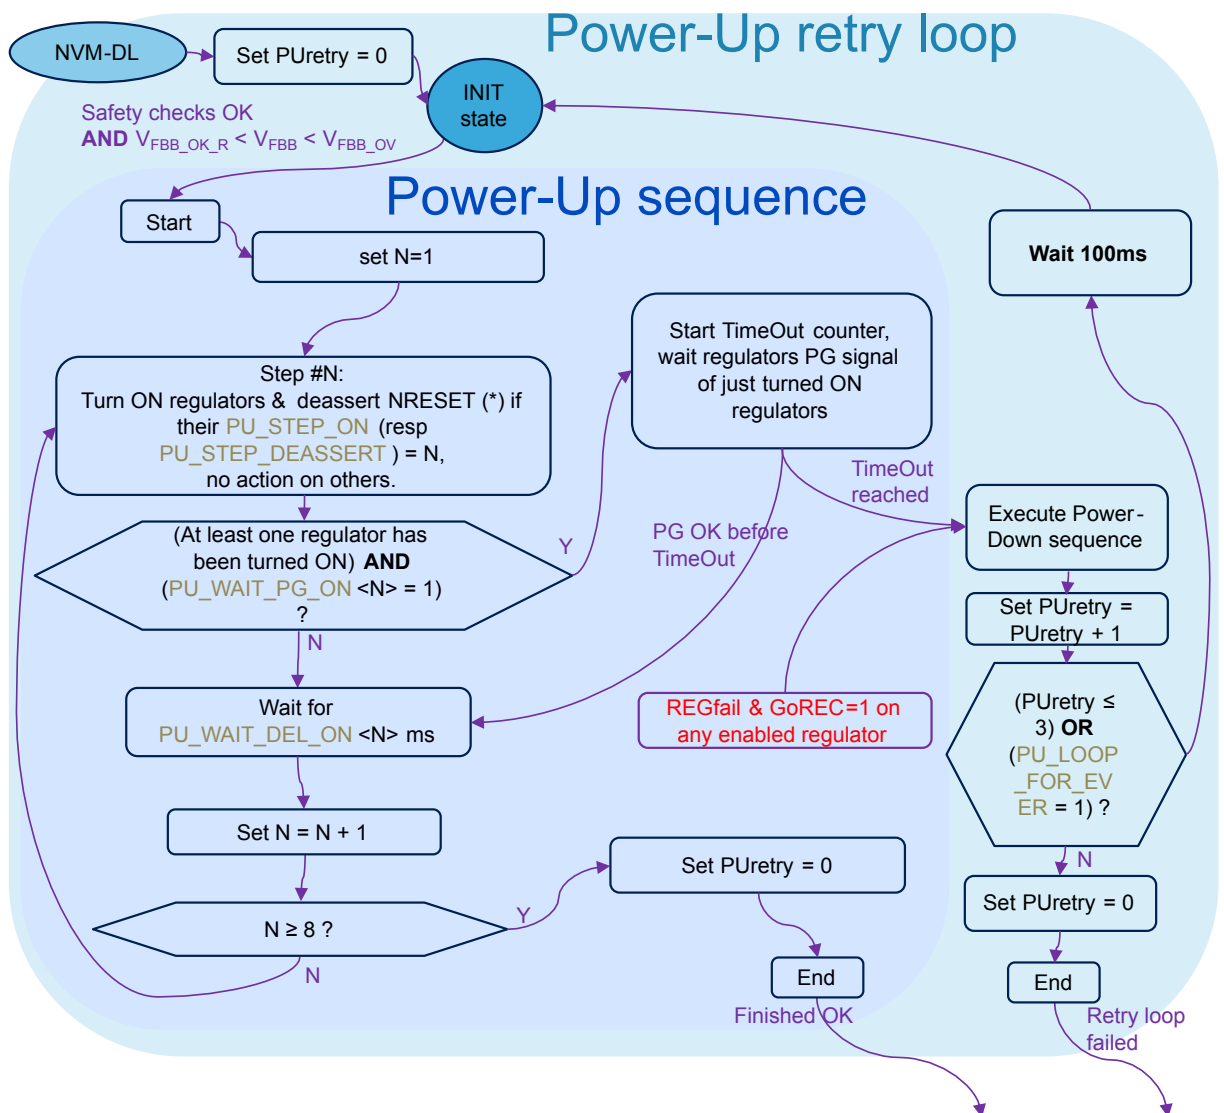 Power-Up retry loop
NVM-DL
Set PUretry = 0
INIT
state
Safety checks OK
AND VFBB_OK_R < VFBB < VFBB_OV
Power-Up sequence
Start
set N=1
Wait 100ms
Start TimeOut counter,
wait regulators PG signal
of just turned ON
regulators
Step #N:
Turn ON regulators & deassert NRESET (*) if
their PU_STEP_ON (resp
PU_STEP_DEASSERT ) = N,
no action on others.
TimeOut
reached
Execute Power-
Down sequence
(At least one regulator has
been turned ON) AND
(PU_WAIT_PG_ON <N> = 1)
?
Y
N
PG OK before
TimeOut
Set PUretry =
PUretry + 1
Wait for
PU_WAIT_DEL_ON <N> ms
REGfail & GoREC=1 on
any enabled regulator
(PUretry ≤
3) OR
(PU_LOOP
_FOR_EV
ER = 1) ?
Y
N
Set N = N + 1
Set PUretry = 0
Set PUretry = 0
N ≥ 8 ?
Y
N
End
Finished OK
End
Retry loop
failed